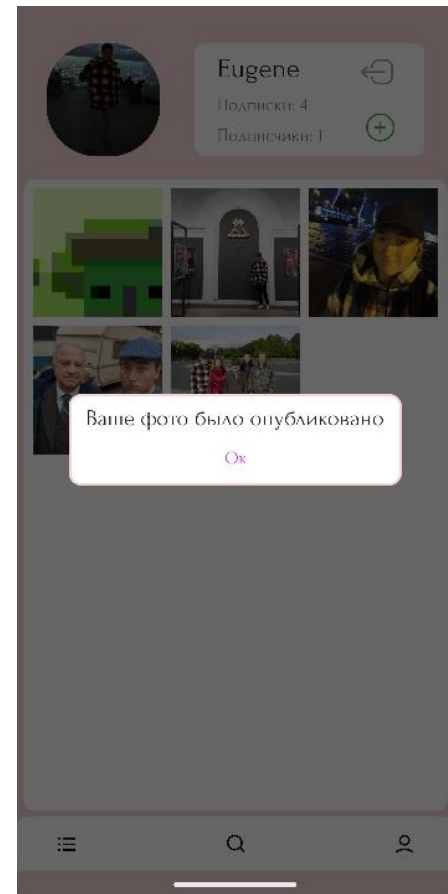 Eugene
Подписки: 4
Подписчики: 1
Ваше фото было опубликовано
Ок